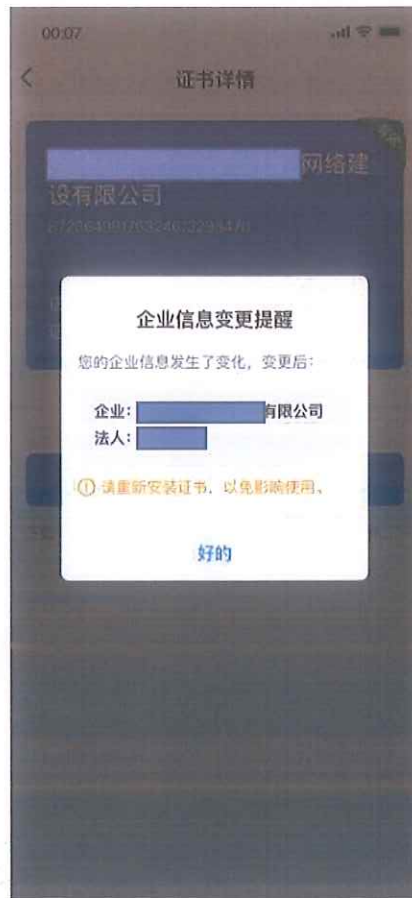 00:07
证书详情
网络建
设有限公司
企业信息变更提醒
您的企业信息发生了变化，变更后：
企业：
有限公司
法人：
请重新安装证书，以免影响使用。
好的